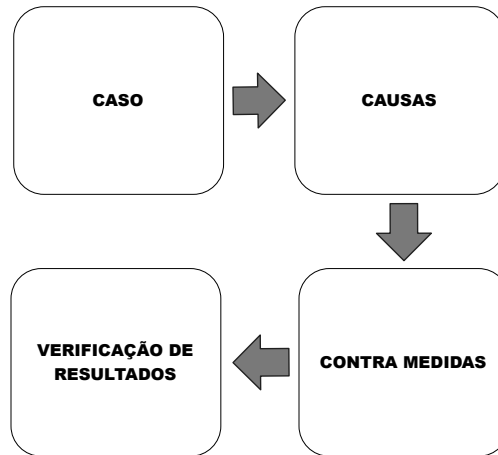 CASO
CAUSAS
CONTRA MEDIDAS
VERIFICAÇÃO DE
RESULTADOS